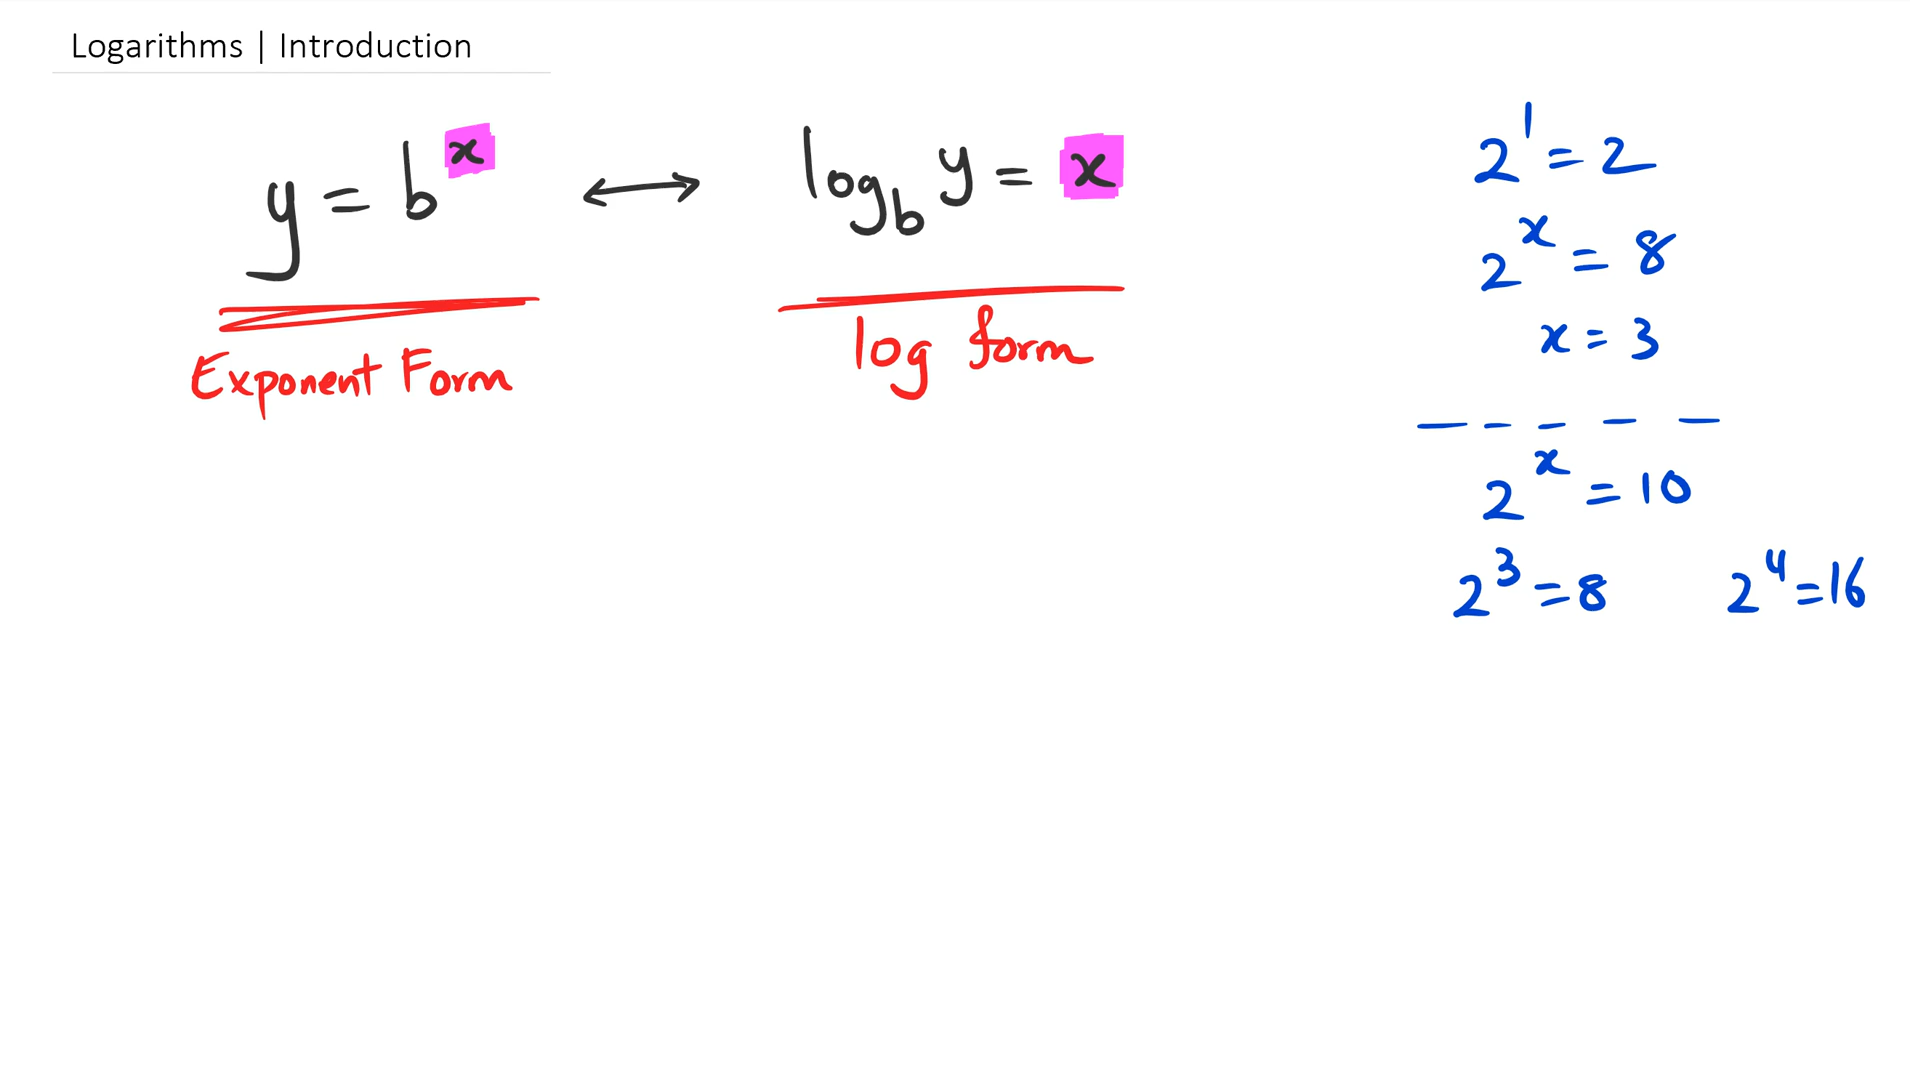 Logarithms | Introduction
y = b^x ⟷ log_b y = x
Exponent Form
log form
2^1 = 2
2^x = 8
x = 3
2^x = 10
2^3 = 8
2^4 = 16